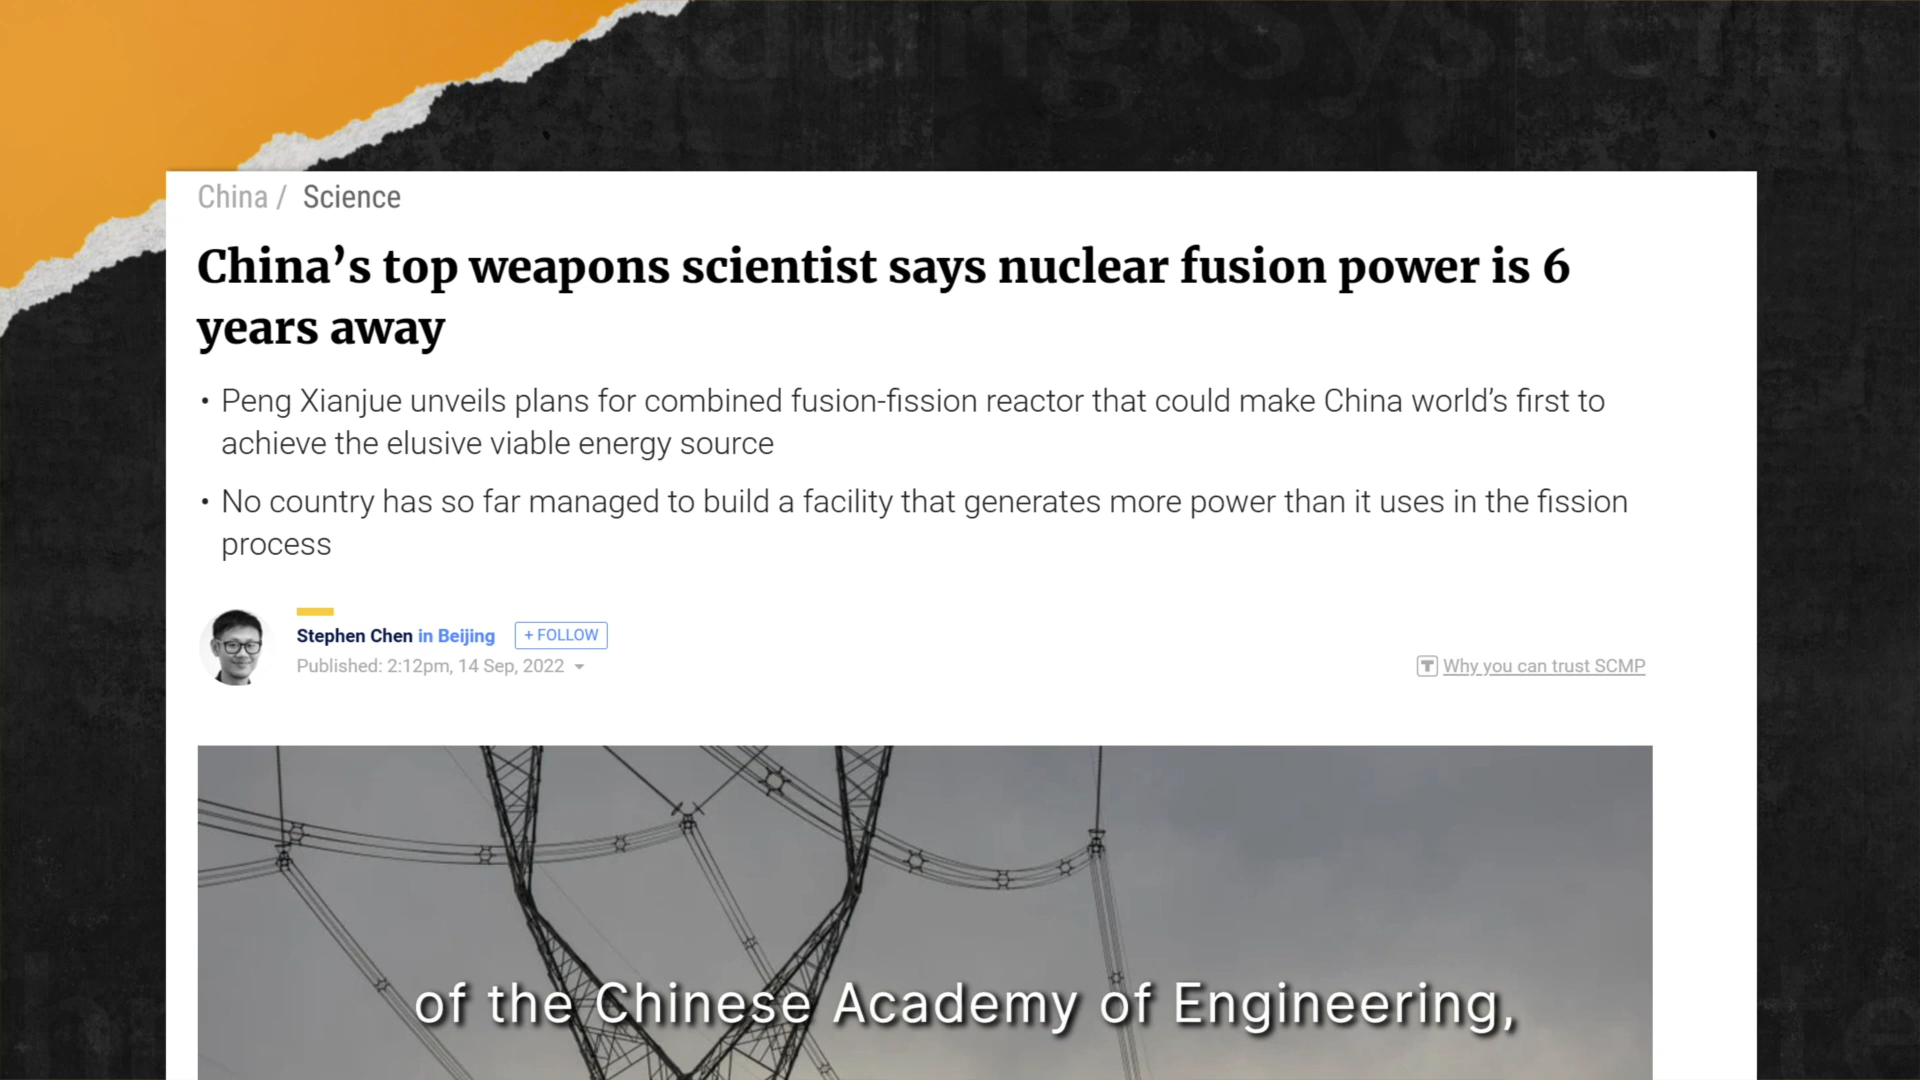 China / Science
China’s top weapons scientist says nuclear fusion power is 6
years away
• Peng Xianjue unveils plans for combined fusion-fission reactor that could make China world’s first to
achieve the elusive viable energy source
• No country has so far managed to build a facility that generates more power than it uses in the fission
process
Stephen Chen in Beijing + FOLLOW
Published: 2:12pm, 14 Sep, 2022
T Why you can trust SCMP
of the Chinese Academy of Engineering,